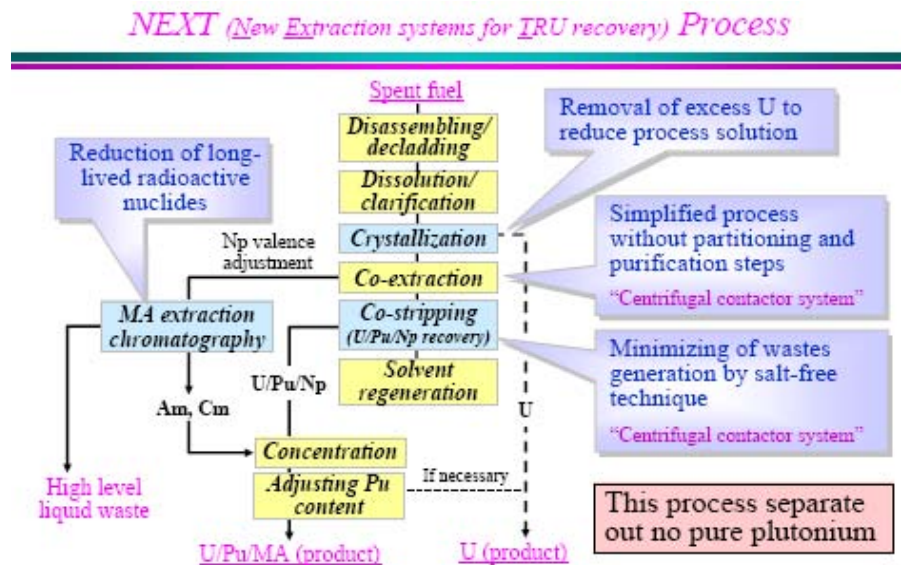 NEXT (New Extraction systems for TRU recovery) Process
Spent fuel
Disassembling/
decladding
Dissolution/
clarification
Crystallization
Np valence
adjustment
Co-extraction
Co-stripping
(U/Pu/Np recovery)
Solvent
regeneration
MA extraction
chromatography
U/Pu/Np
U
Am, Cm
Concentration
Adjusting Pu
content
If necessary
High level
liquid waste
U/Pu/MA (product)
U (product)
Reduction of long-
lived radioactive
nuclides
Removal of excess U to
reduce process solution
Simplified process
without partitioning and
purification steps
“Centrifugal contactor system”
Minimizing of wastes
generation by salt-free
technique
“Centrifugal contactor system”
This process separate
out no pure plutonium